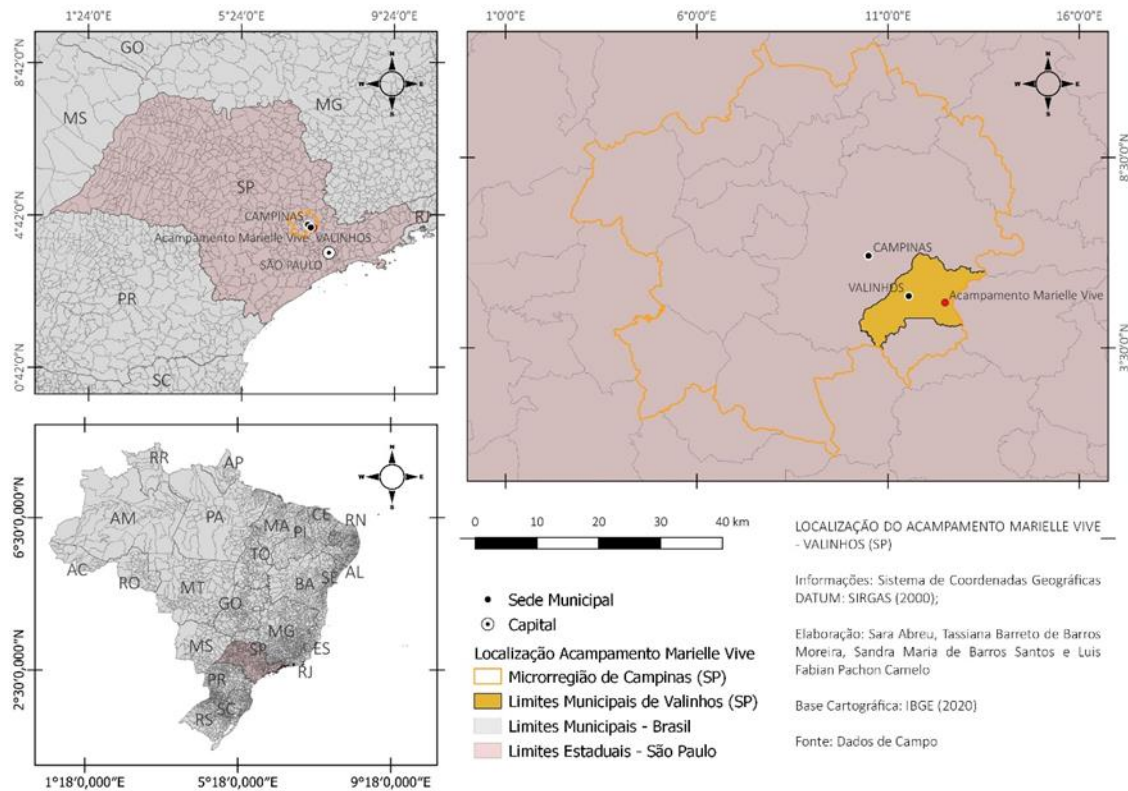 1°24'0"E 5°24'0"E 9°24'0"E
8°42'0"N
4°42'0"N
0°42'0"N
GO
MS
MG
SP
CAMPINAS
RJ
Acampamento Marielle Vive VALINHOS
SÃO PAULO
PR
SC
N
W E
S
1°0'0"E 6°0'0"E 11°0'0"E 16°0'0"E
8°30'0"N
3°30'0"N
N
W E
S
CAMPINAS
VALINHOS
Acampamento Marielle Vive
6°30'0,000"N
2°30'0,000"N
N
W E
S
RR
AP
AM
PA
MA
CE
RN
PI
TO
AC
RO
MT
BA
SE
AL
GO
MG
MS
SP
ES
RJ
PR
SC
RS
1°18'0,000"E 5°18'0,000"E 9°18'0,000"E
0 10 20 30 40 km
Sede Municipal
Capital
Localização Acampamento Marielle Vive
Microrregião de Campinas (SP)
Limites Municipais de Valinhos (SP)
Limites Municipais - Brasil
Limites Estaduais - São Paulo
LOCALIZAÇÃO DO ACAMPAMENTO MARIELLE VIVE
- VALINHOS (SP)
Informações: Sistema de Coordenadas Geográficas
DATUM: SIRGAS (2000);
Elaboração: Sara Abreu, Tassiana Barreto de Barros
Moreira, Sandra Maria de Barros Santos e Luis
Fabian Pachon Camelo
Base Cartográfica: IBGE (2020)
Fonte: Dados de Campo